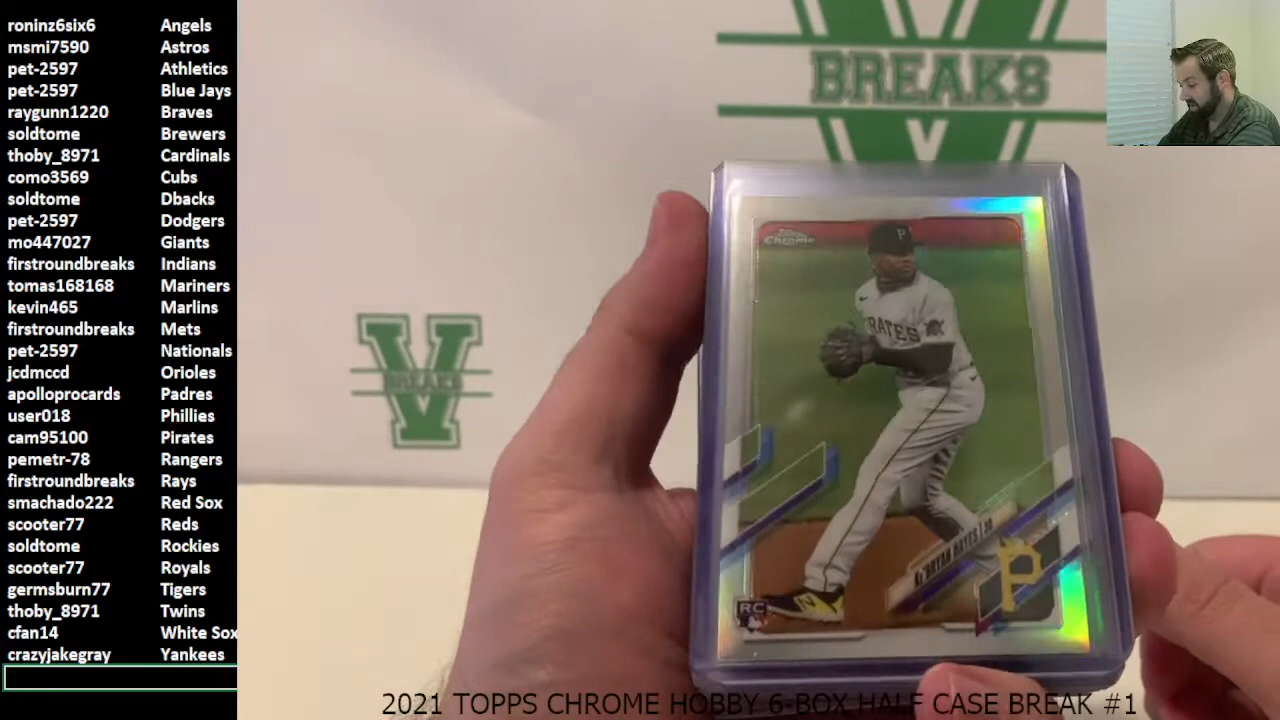 roninz6six6 Angels
msmi7590 Astros
pet-2597 Athletics
pet-2597 Blue Jays
raygunn1220 Braves
soldtome Brewers
thoby_8971 Cardinals
como3569 Cubs
soldtome Dbacks
pet-2597 Dodgers
mo447027 Giants
firstroundbreaks Indians
tomas168168 Mariners
kevin465 Marlins
firstroundbreaks Mets
pet-2597 Nationals
jcdmccd Orioles
apolloprocards Padres
user018 Phillies
cam95100 Pirates
pemetr-78 Rangers
firstroundbreaks Rays
smachado222 Red Sox
scooter77 Reds
soldtome Rockies
scooter77 Royals
germsburn77 Tigers
thoby_8971 Twins
cfan14 White Sox
crazyjakegray Yankees
BREAKS
V
BREAKS
Topps
Chrome
P
RATES
KE'BRYAN HAYES | 3B
P
RC
2021 TOPPS CHROME HOBBY 6-BOX HALF CASE BREAK #1